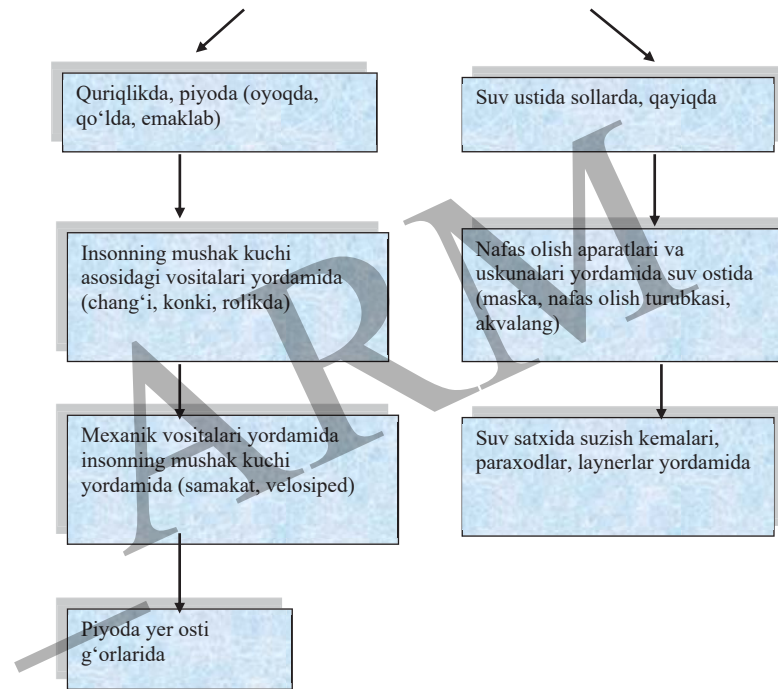 Quriqlikda, piyoda (oyoqda,
qo‘lda, emaklab)
Suv ustida sollarda, qayiqda
Insonning mushak kuchi
asosidagi vositalari yordamida
(chang‘i, konki, rolikda)
Nafas olish aparatlari va
uskunalari yordamida suv ostida
(maska, nafas olish turubkasi,
akvalang)
Mexanik vositalari yordamida
insonning mushak kuchi
yordamida (samakat, velosiped)
Suv satxida suzish kemalari,
paraxodlar, laynerlar yordamida
Piyoda yer osti
g‘orlarida
_ARM